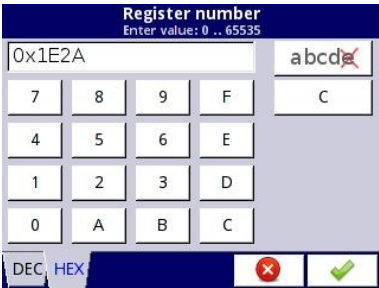 Register number
Enter value: 0 .. 65535
0x1E2A
abcde
7 8 9 F C
4 5 6 E
1 2 3 D
0 A B C
DEC HEX